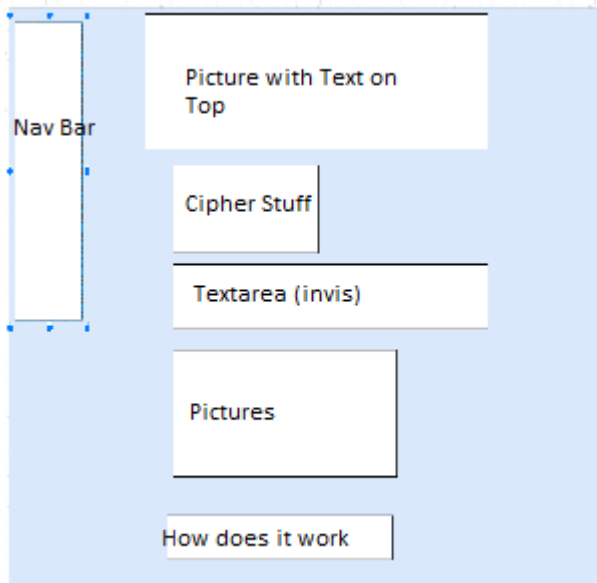 Picture with Text on
Top
Nav Bar
Cipher Stuff
Textarea (invis)
Pictures
How does it work